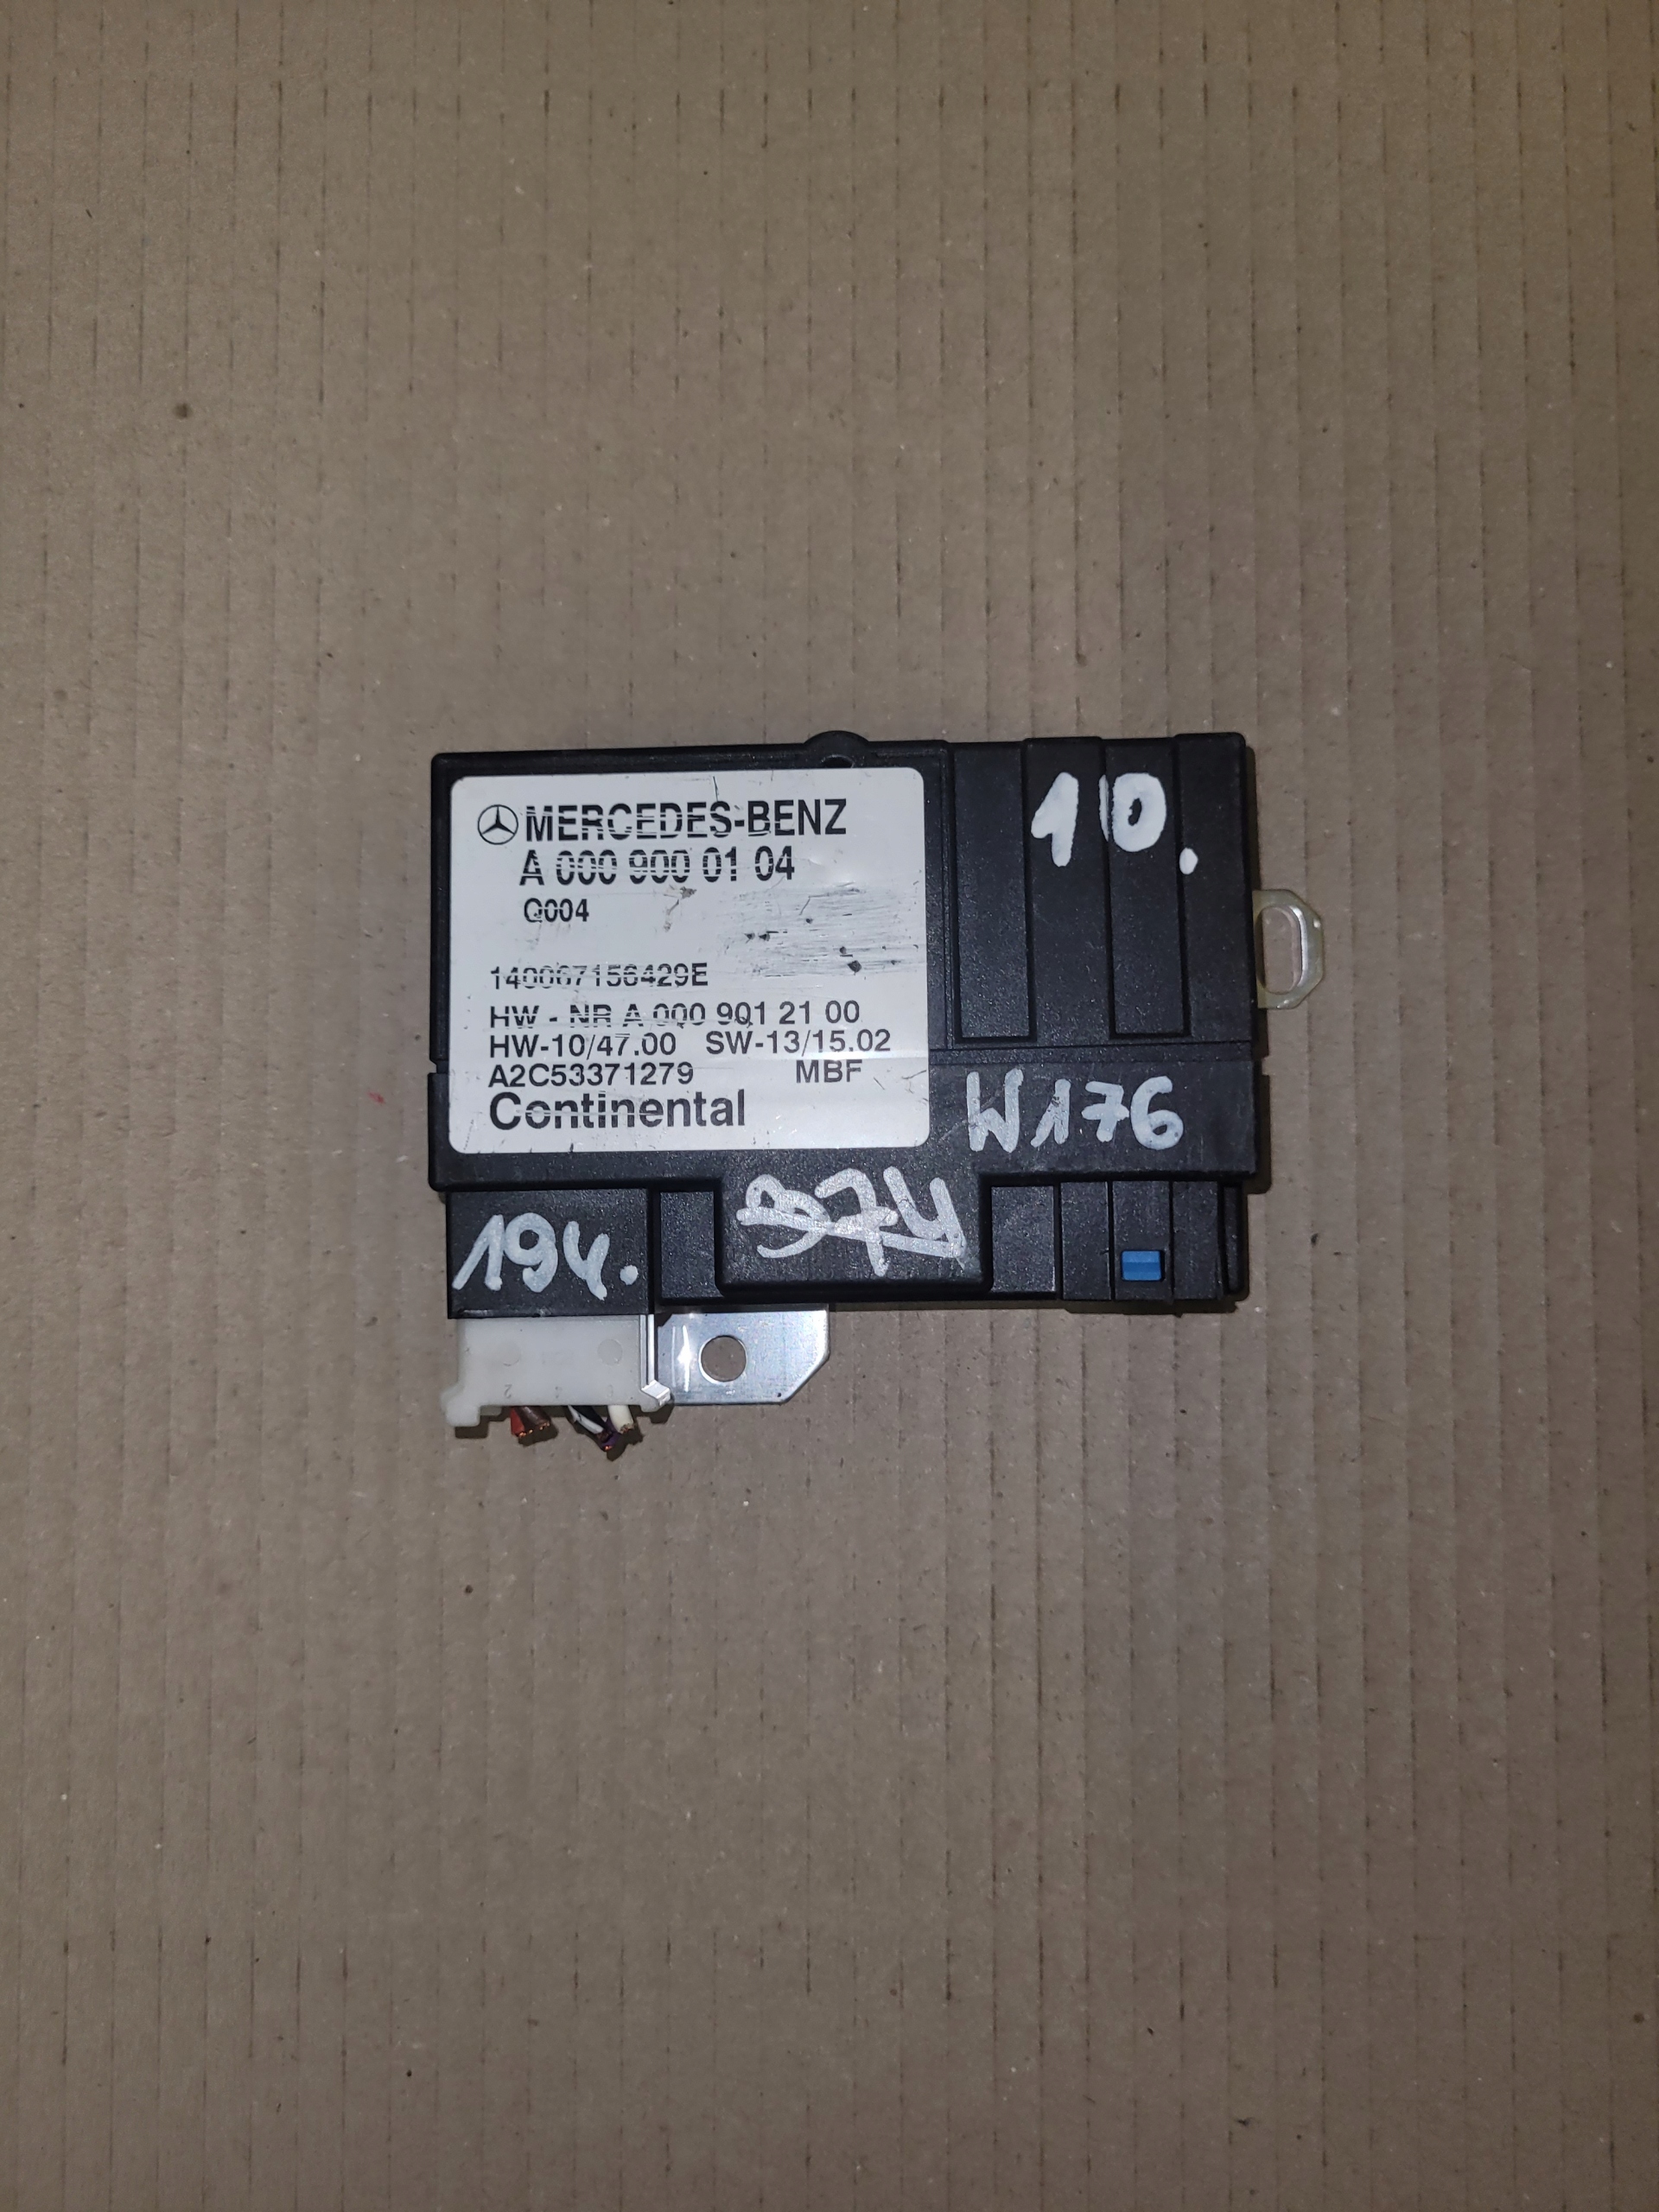 MERCEDES-BENZ
A 000 900 01 04
Q004
140067156429E
HW - NR A 000 901 21 00
HW-10/47.00 SW-13/15.02
A2C53371279 MBF
Continental
10.
W176
974
194.